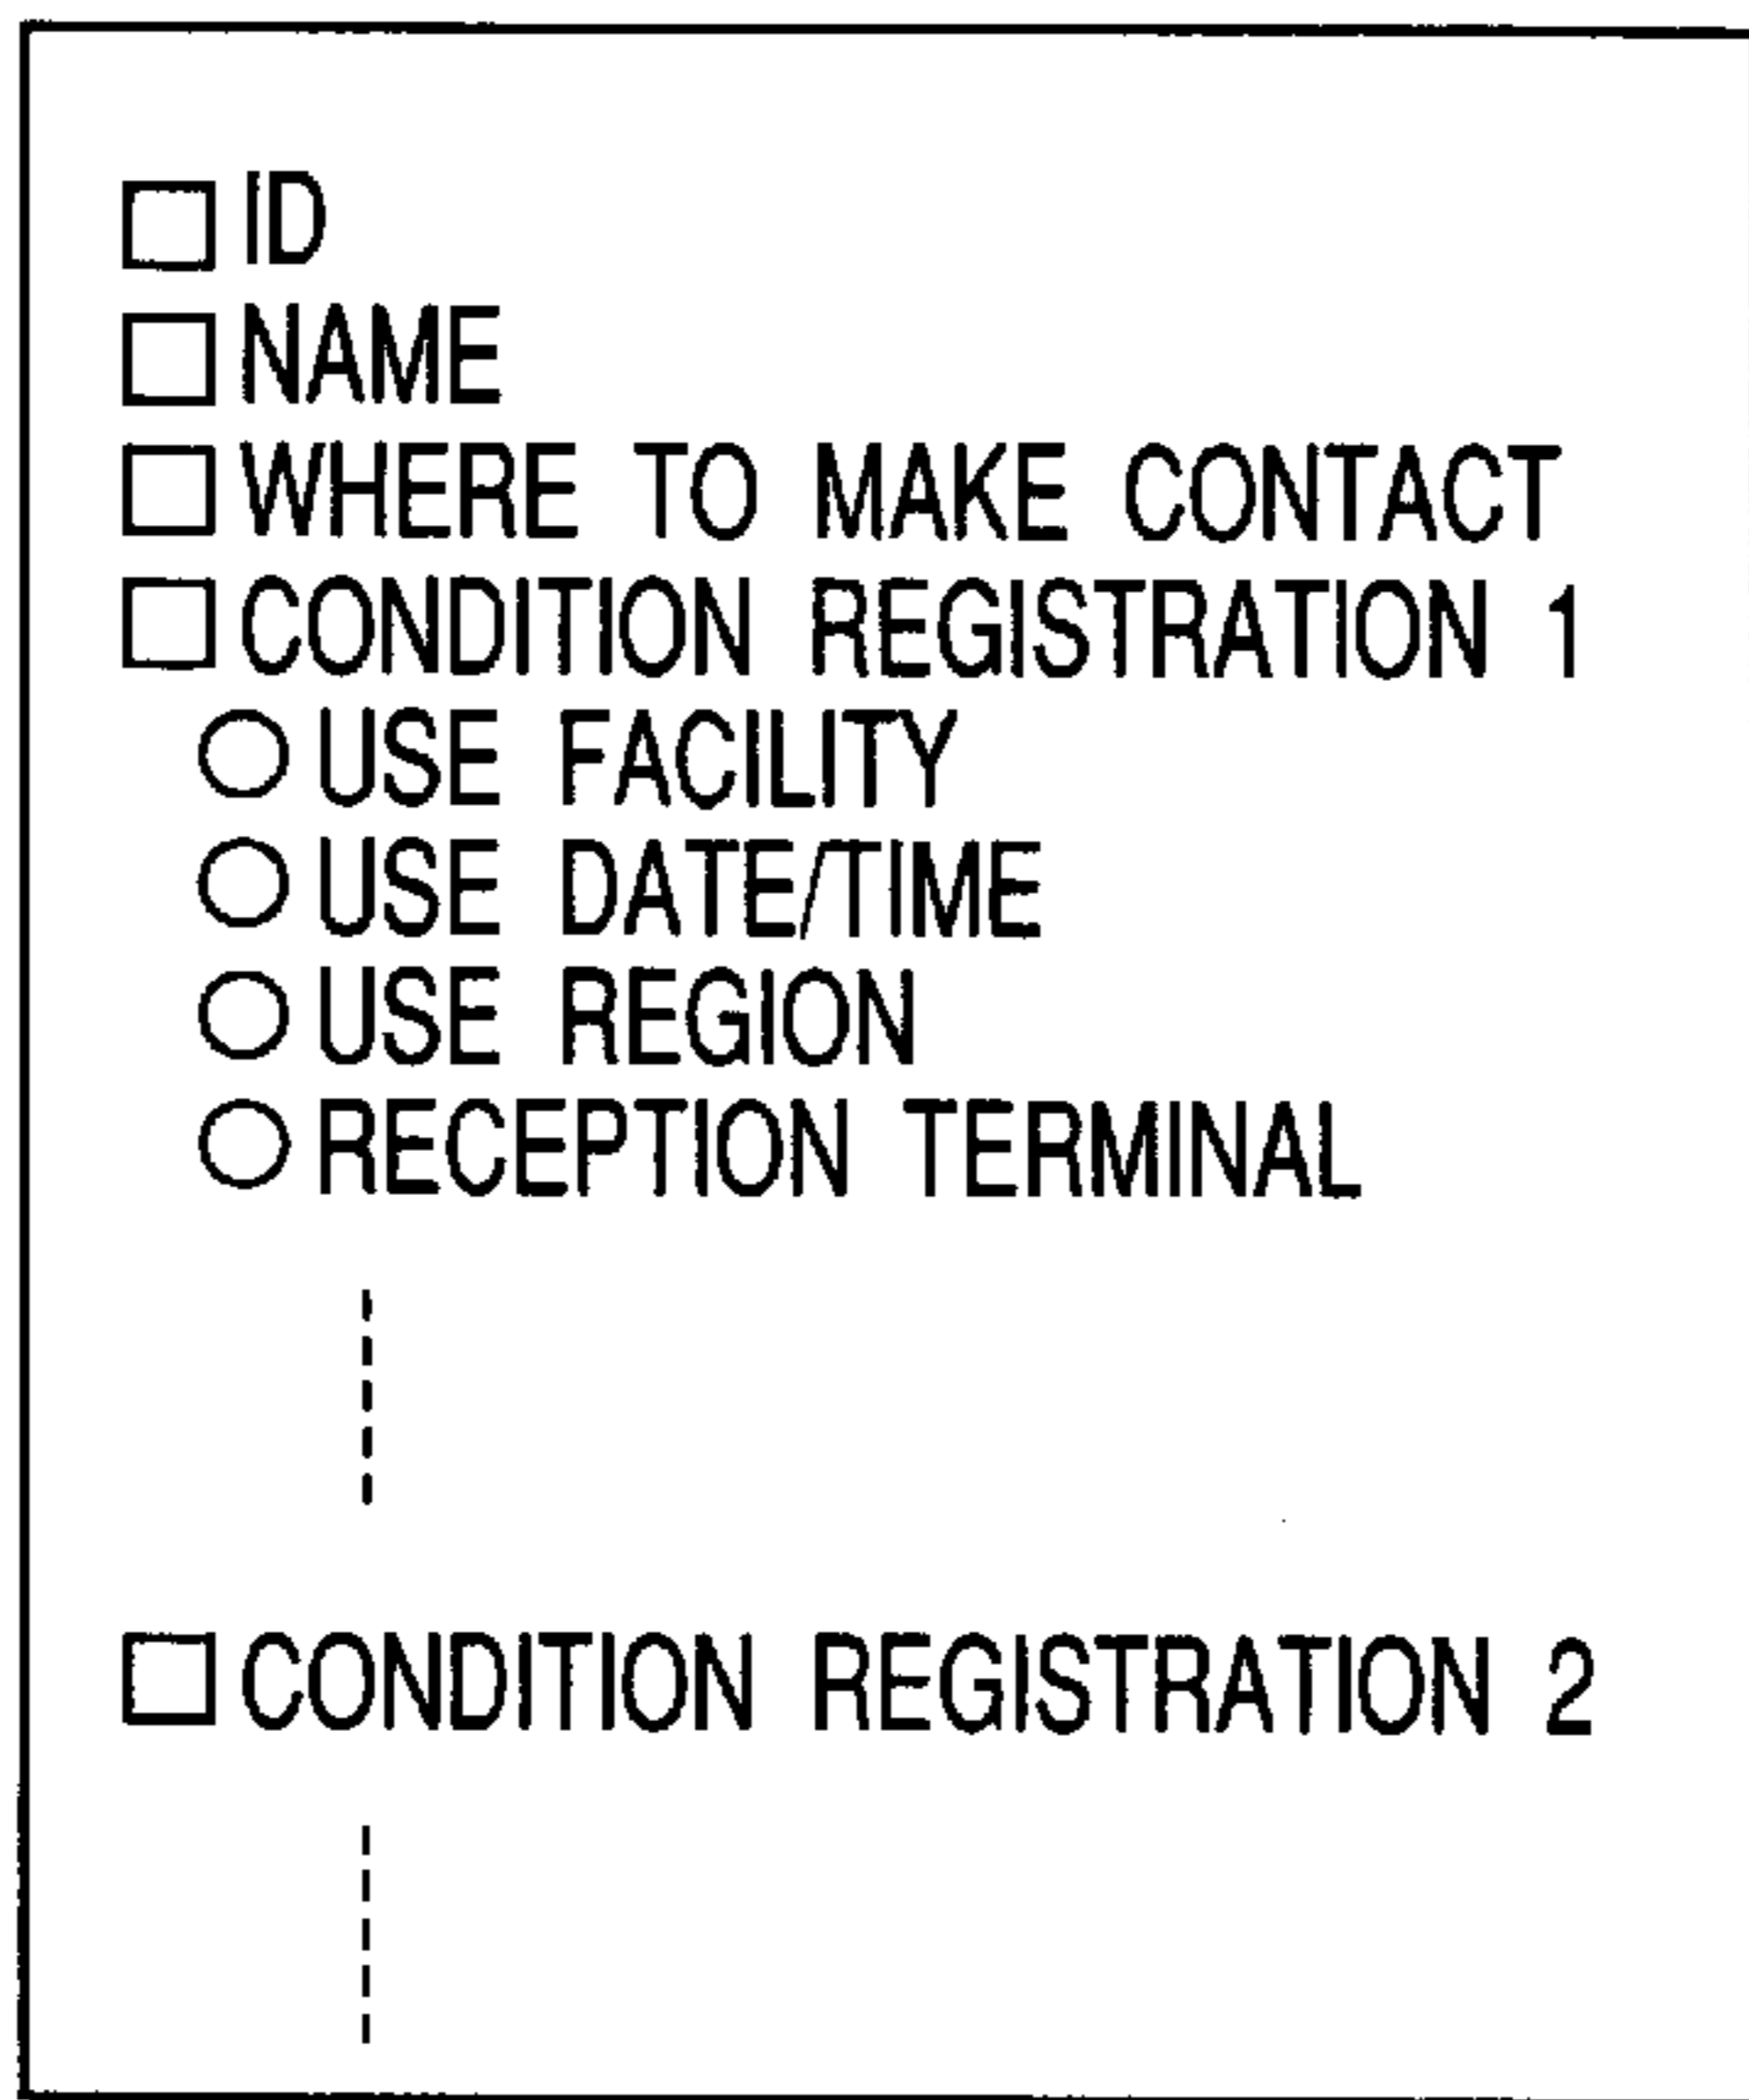 ID
NAME
WHERE TO MAKE CONTACT
CONDITION REGISTRATION 1
USE FACILITY
USE DATE/TIME
USE REGION
RECEPTION TERMINAL
CONDITION REGISTRATION 2